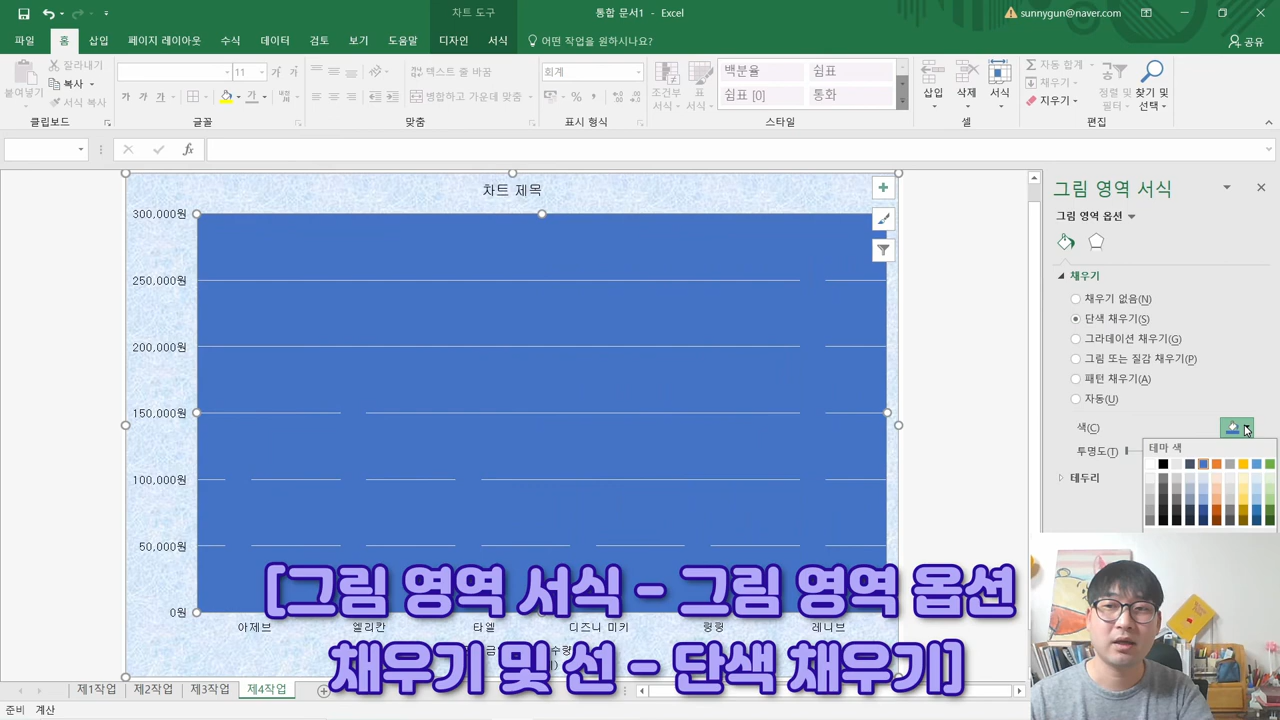 차트 도구
통합 문서1 - Excel
sunnygun@naver.com
파일 홈 삽입 페이지 레이아웃 수식 데이터 검토 보기 도움말 디자인 서식 어떤 작업을 원하시나요?
공유
붙여넣기
잘라내기
복사
서식 복사
클립보드
11
가 가 가
글꼴
텍스트 줄 바꿈
병합하고 가운데 맞춤
맞춤
회계
%
표시 형식
조건부 서식
표 서식
백분율 쉼표
쉼표 [0] 통화
스타일
삽입 삭제 서식
셀
자동 합계
채우기
지우기
정렬 및 필터
찾기 및 선택
편집
fx
차트 제목
300,000원
250,000원
200,000원
150,000원
100,000원
50,000원
0원
아제브 엘리칸 타엘 디즈니 미키 링링 레니브
그림 영역 서식
그림 영역 옵션
채우기
채우기 없음(N)
단색 채우기(S)
그라데이션 채우기(G)
그림 또는 질감 채우기(P)
패턴 채우기(A)
자동(U)
색(C)
테마 색
투명도(T)
테두리
[그림 영역 서식 - 그림 영역 옵션
채우기 및 선 - 단색 채우기]
제1작업 제2작업 제3작업 제4작업
준비 계산